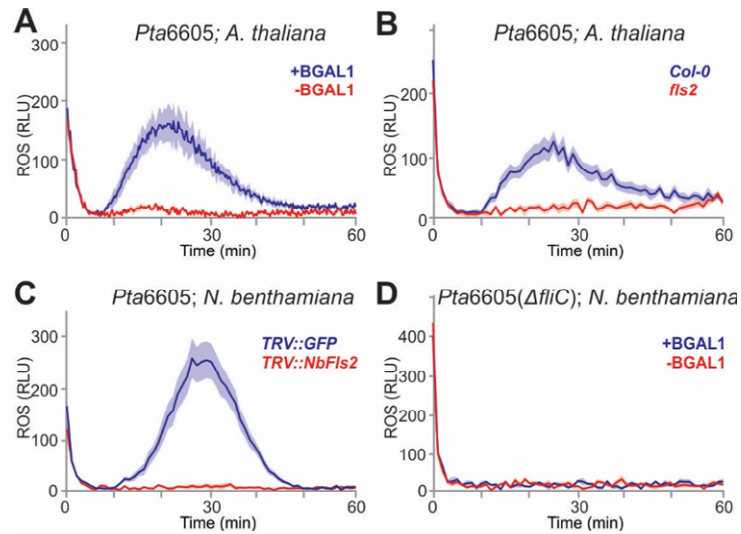 A
Pta6605; A. thaliana
+BGAL1
-BGAL1
ROS (RLU)
300
200
100
0
0
30
60
Time (min)
B
Pta6605; A. thaliana
Col-0
fls2
ROS (RLU)
200
100
0
0
30
60
Time (min)
C
Pta6605; N. benthamiana
TRV::GFP
TRV::NbFls2
ROS (RLU)
300
200
100
0
0
30
60
Time (min)
D
Pta6605(ΔfliC); N. benthamiana
+BGAL1
-BGAL1
ROS (RLU)
400
300
200
100
0
0
30
60
Time (min)